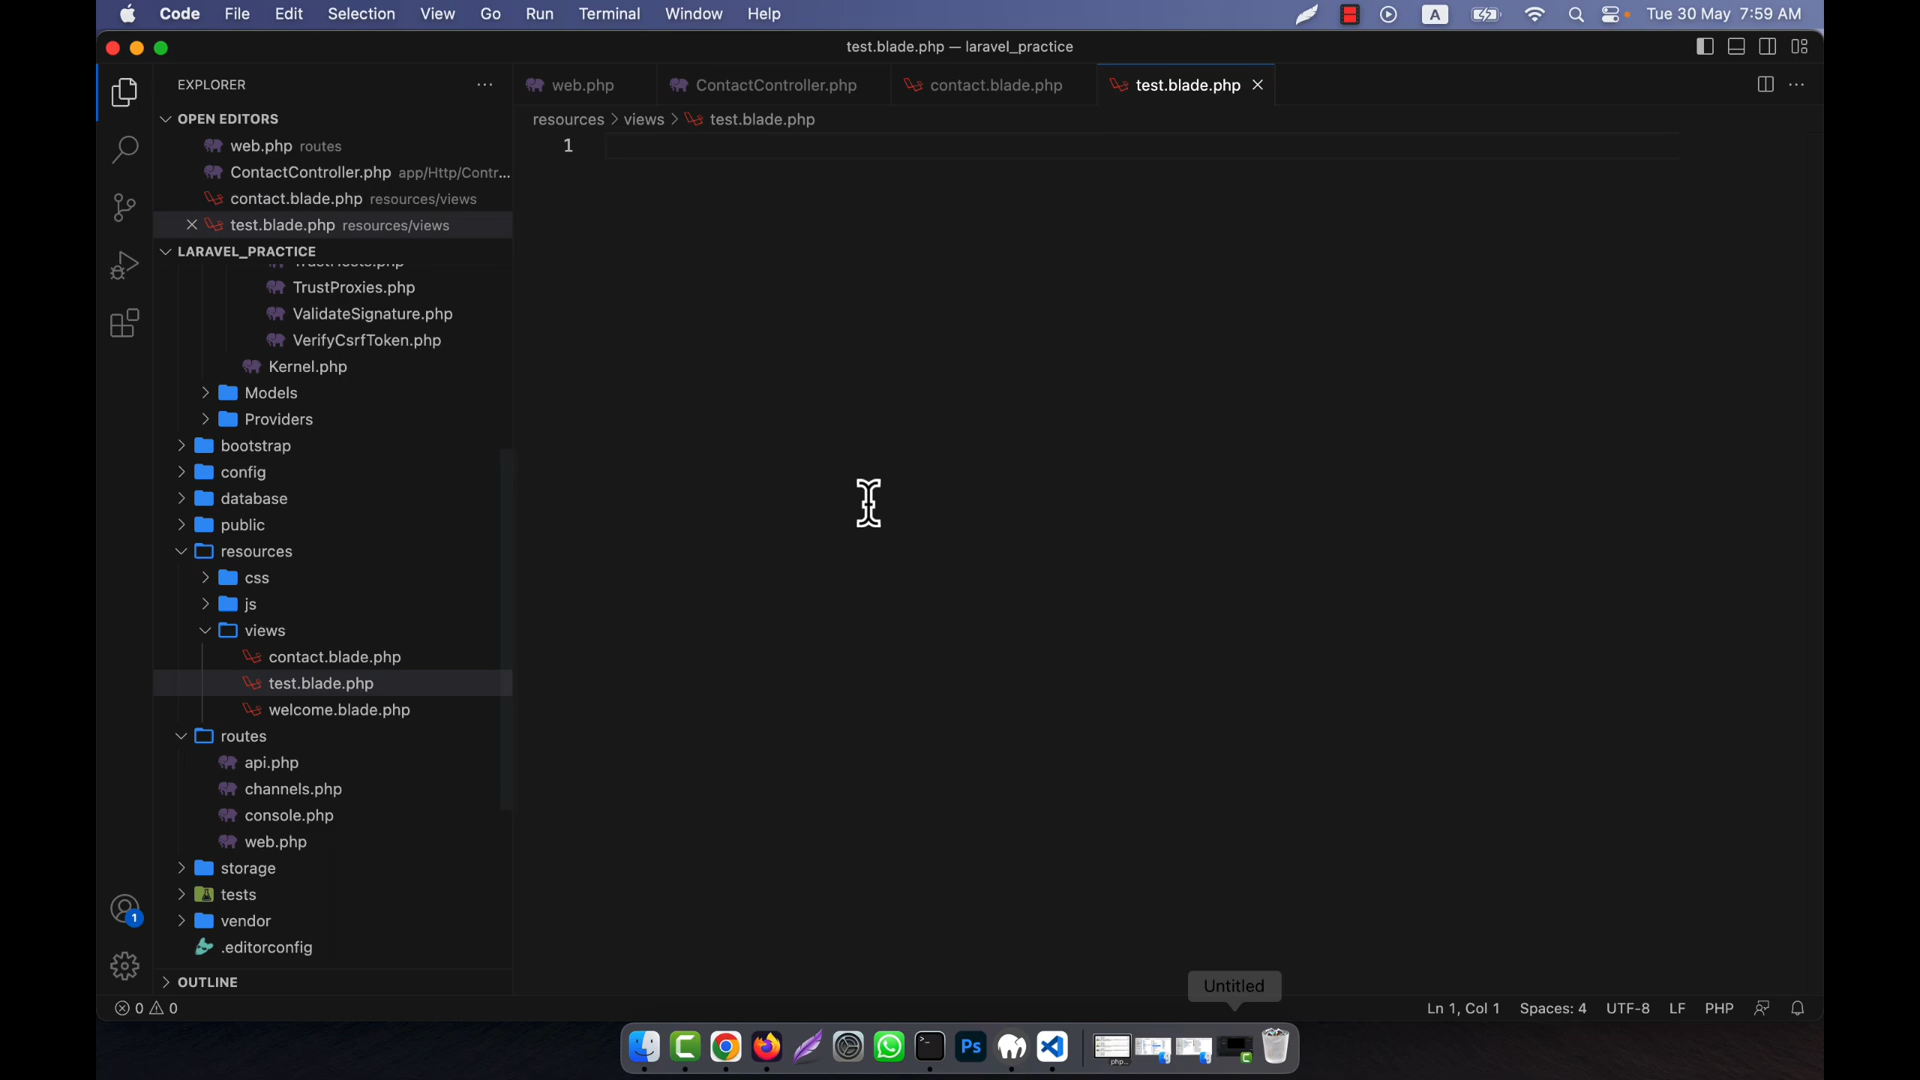 Code File Edit Selection View Go Run Terminal Window Help A Tue 30 May 7:59 AM
test.blade.php — laravel_practice
EXPLORER
web.php ContactController.php contact.blade.php test.blade.php
OPEN EDITORS
resources > views > test.blade.php
web.php routes
1
ContactController.php app/Http/Contr...
contact.blade.php resources/views
test.blade.php resources/views
LARAVEL_PRACTICE
TrustHosts.php
TrustProxies.php
ValidateSignature.php
VerifyCsrfToken.php
Kernel.php
Models
Providers
bootstrap
config
database
public
resources
css
js
views
contact.blade.php
test.blade.php
welcome.blade.php
routes
api.php
channels.php
console.php
web.php
storage
tests
vendor
.editorconfig
OUTLINE
Untitled
0 0
Ln 1, Col 1 Spaces: 4 UTF-8 LF PHP
1
Ps